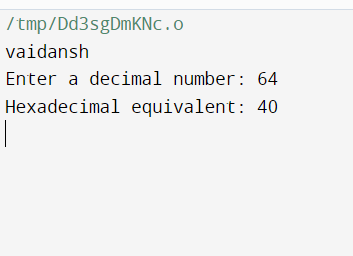 /tmp/Dd3sgDmKNc.o
vaidansh
Enter a decimal number: 64
Hexadecimal equivalent: 40